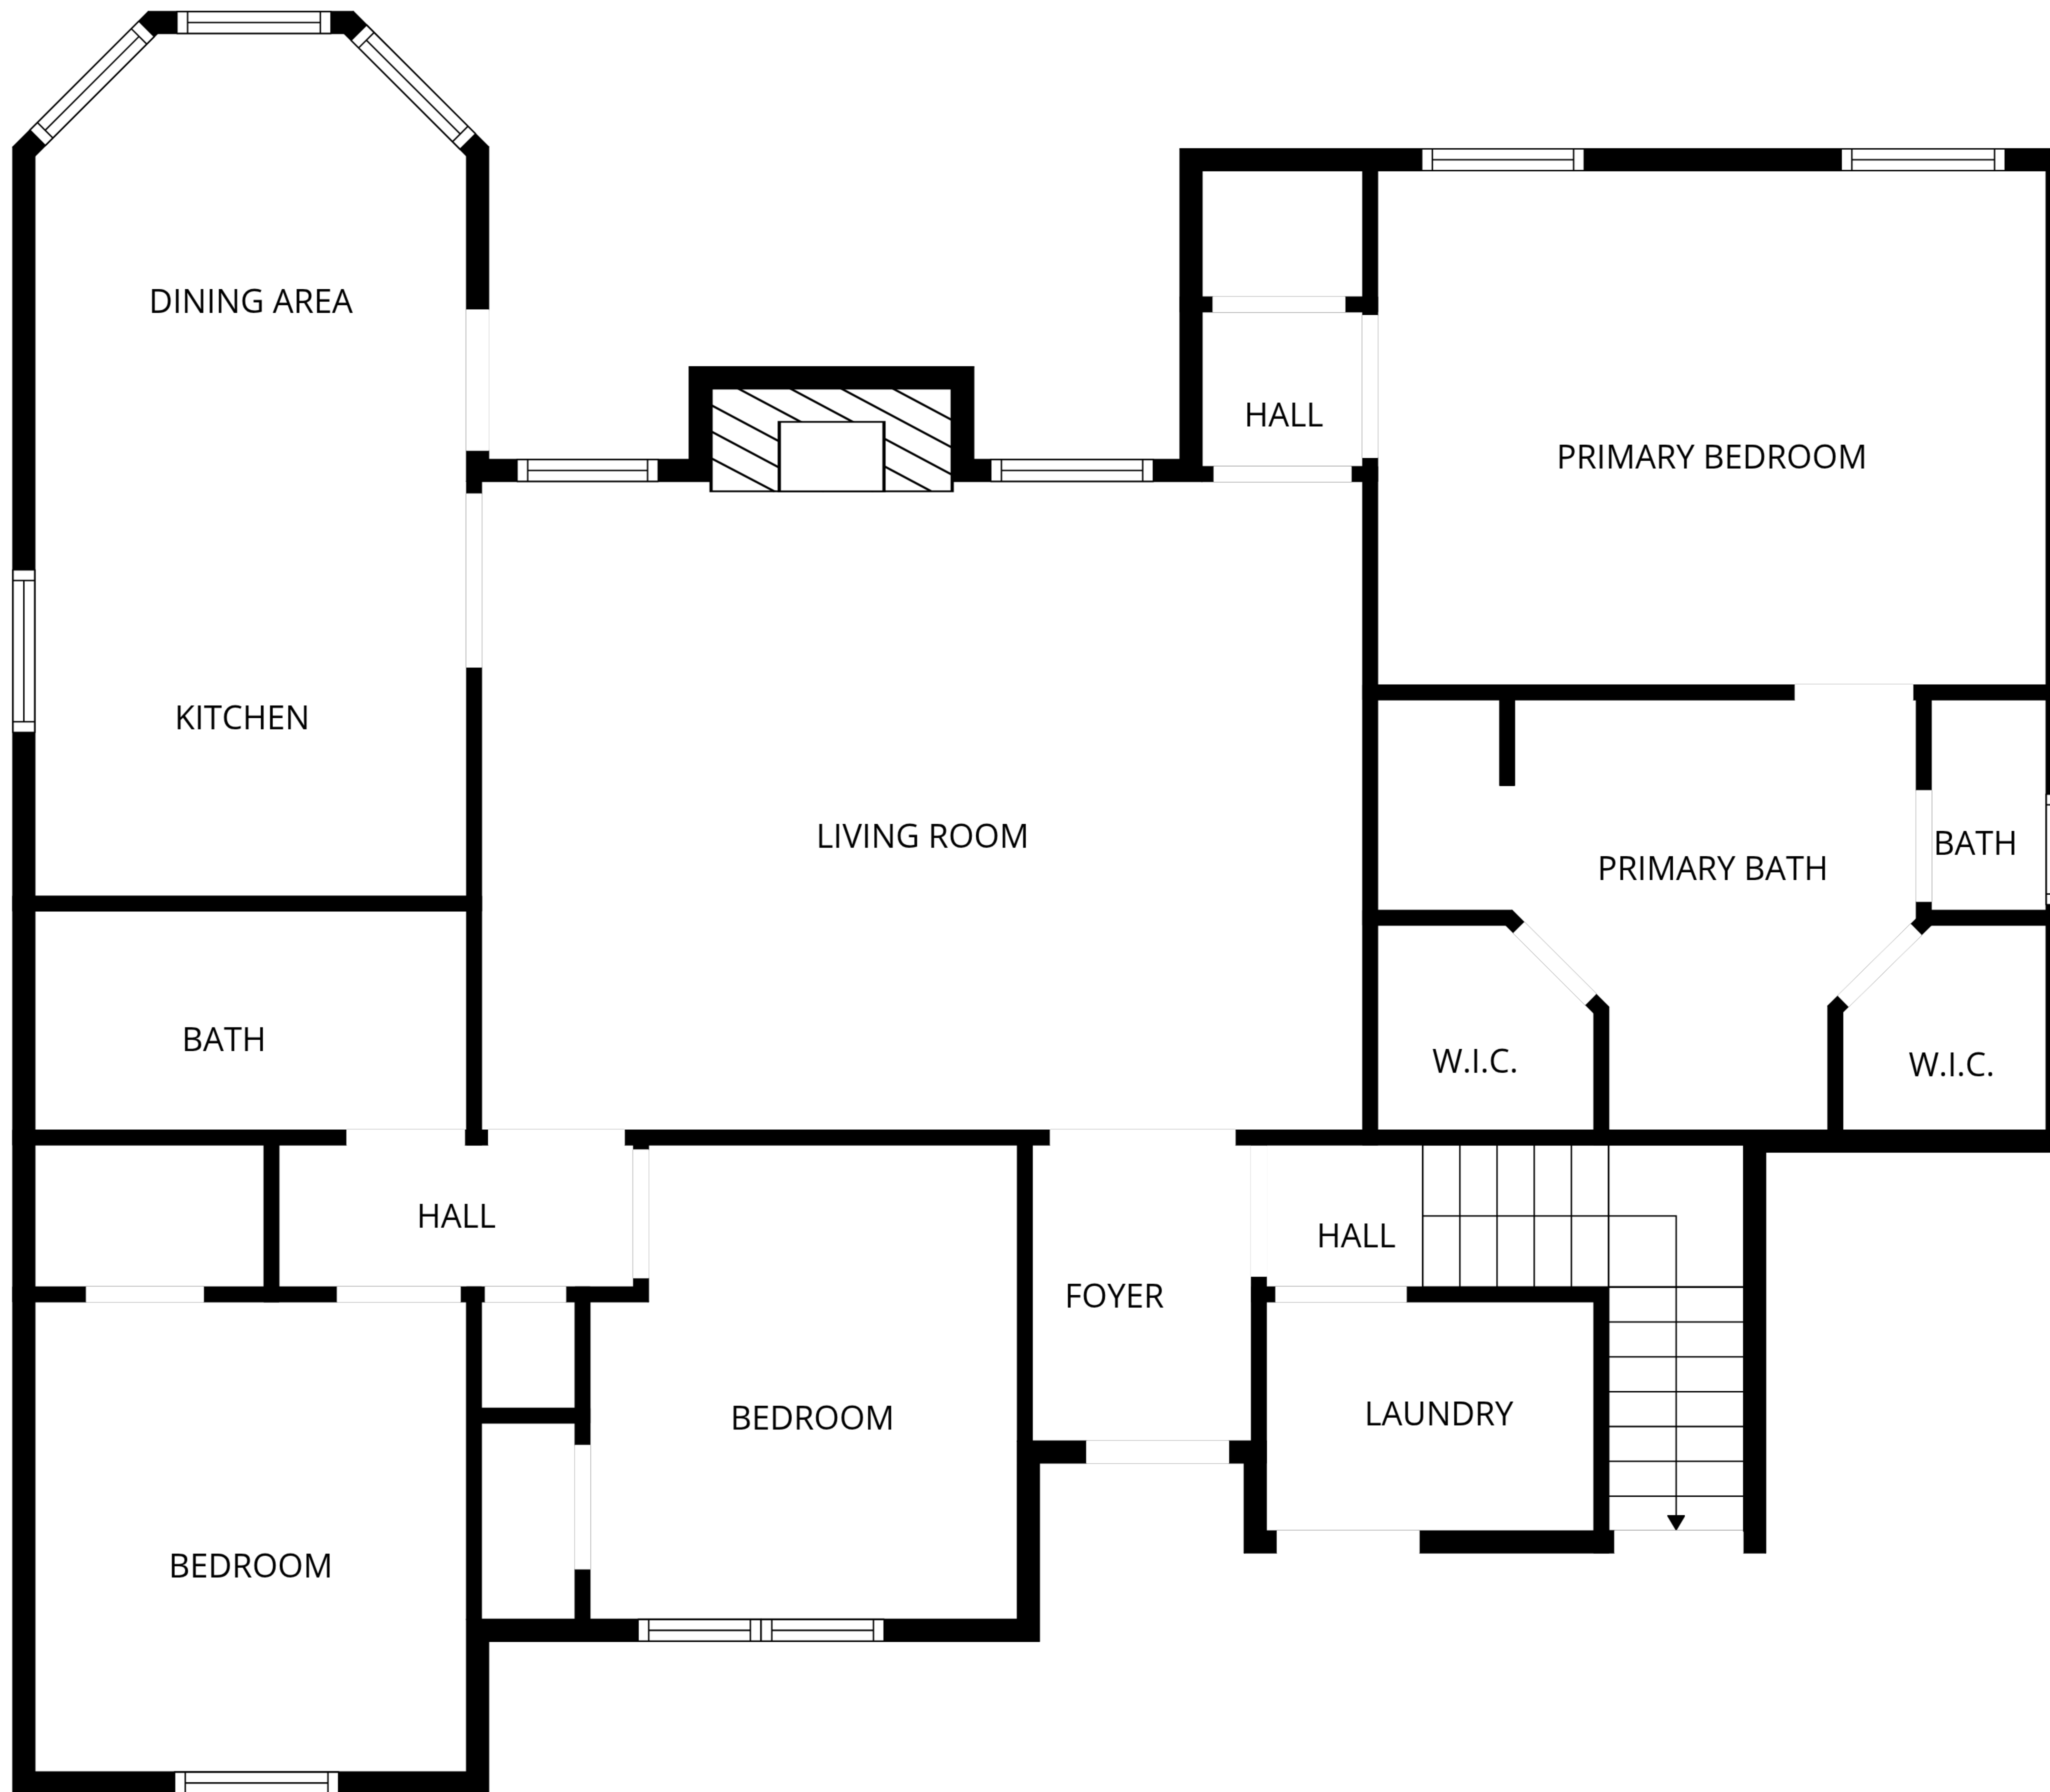 DINING AREA
HALL
PRIMARY BEDROOM
KITCHEN
LIVING ROOM
BATH
PRIMARY BATH
BATH
W.I.C.
W.I.C.
HALL
HALL
FOYER
BEDROOM
LAUNDRY
BEDROOM